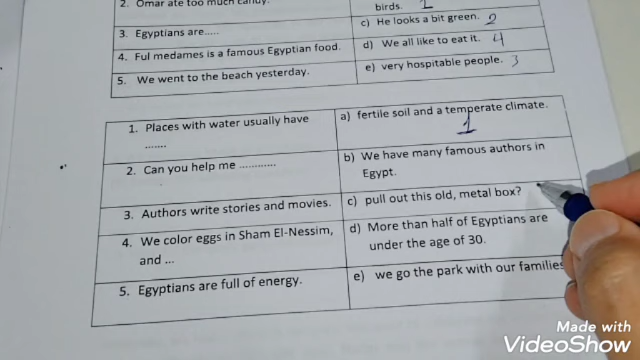 2. Omar ate too much candy.
birds. 1
c) He looks a bit green. 2
3. Egyptians are.....
d) We all like to eat it. 4
4. Ful medames is a famous Egyptian food.
e) very hospitable people. 3
5. We went to the beach yesterday.
1. Places with water usually have
.......
a) fertile soil and a temperate climate.
1
2. Can you help me ............
b) We have many famous authors in
Egypt.
3. Authors write stories and movies.
c) pull out this old, metal box?
4. We color eggs in Sham El-Nessim,
and ...
d) More than half of Egyptians are
under the age of 30.
5. Egyptians are full of energy.
e) we go the park with our families
Made with
VideoShow